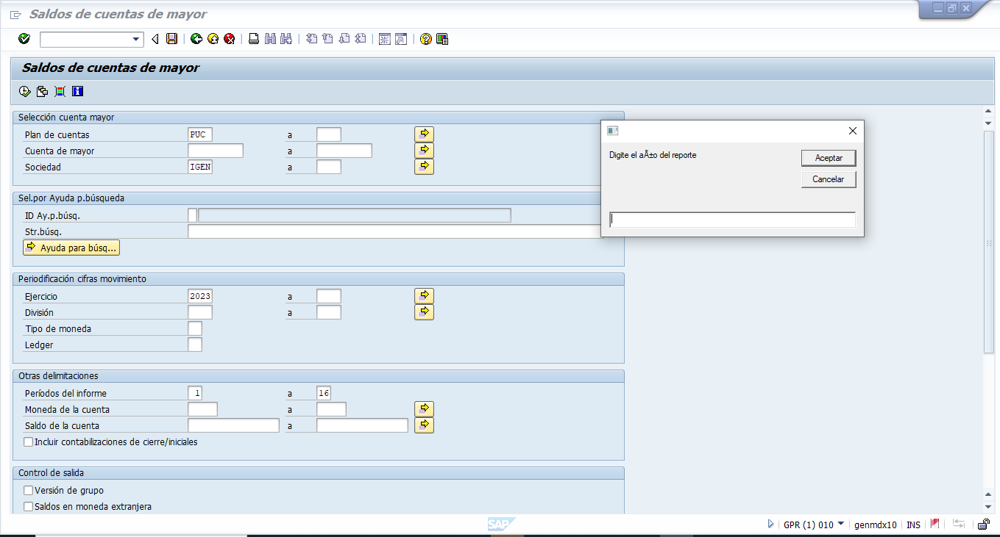 Saldos de cuentas de mayor
Saldos de cuentas de mayor
Selección cuenta mayor
Plan de cuentas PUC a
Cuenta de mayor a
Sociedad IGEN a
Sel.por Ayuda p.búsqueda
ID Ay.p.búsq.
Str.búsq.
Ayuda para búsq...
Periodificación cifras movimiento
Ejercicio 2023 a
División a
Tipo de moneda
Ledger
Otras delimitaciones
Períodos del informe 1 a 16
Moneda de la cuenta a
Saldo de la cuenta a
Incluir contabilizaciones de cierre/iniciales
Control de salida
Versión de grupo
Saldos en moneda extranjera
Digite el aÃ±o del reporte
Aceptar
Cancelar
SAP
GPR (1) 010 genmdx10 INS